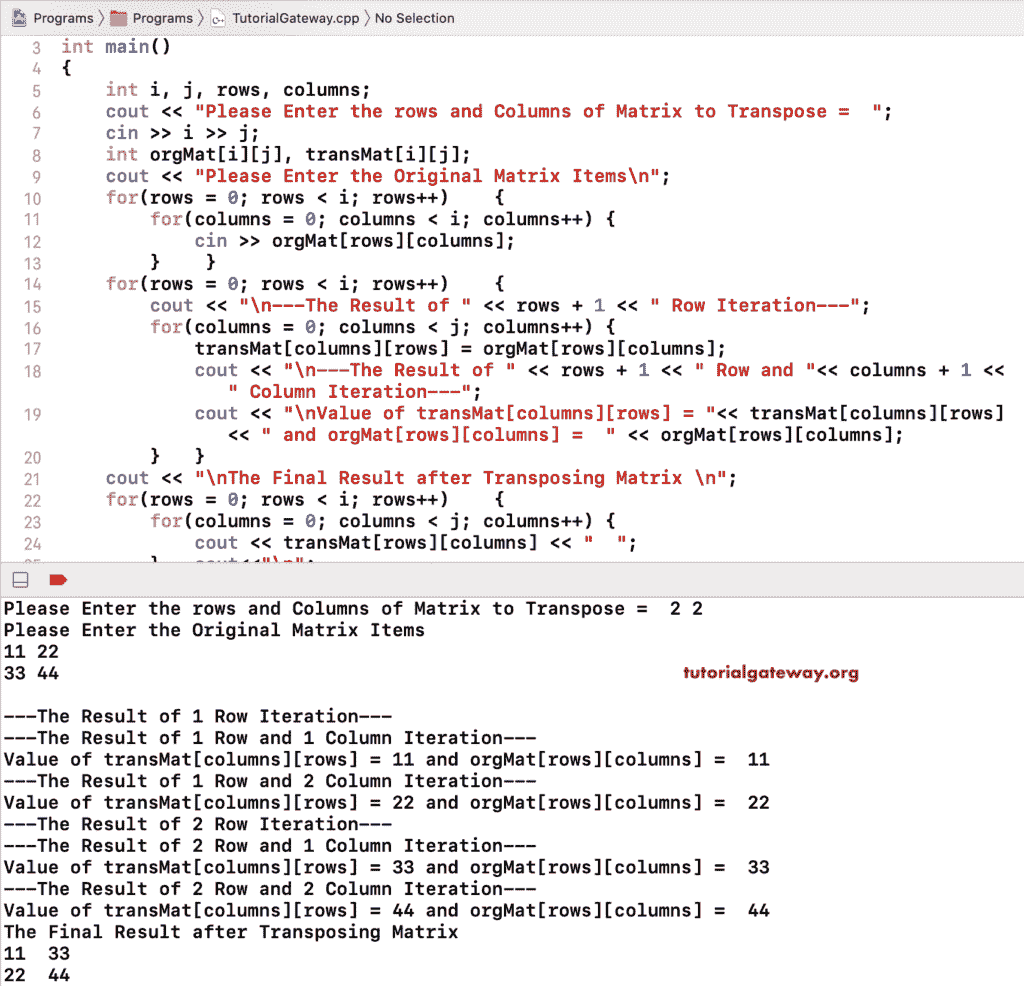 Programs 〉 Programs 〉 TutorialGateway.cpp 〉 No Selection
3 int main()
4 {
5 int i, j, rows, columns;
6 cout << "Please Enter the rows and Columns of Matrix to Transpose =  ";
7 cin >> i >> j;
8 int orgMat[i][j], transMat[i][j];
9 cout << "Please Enter the Original Matrix Items\n";
10 for(rows = 0; rows < i; rows++)    {
11 for(columns = 0; columns < i; columns++) {
12 cin >> orgMat[rows][columns];
13 }    }
14 for(rows = 0; rows < i; rows++)    {
15 cout << "\n---The Result of " << rows + 1 << " Row Iteration---";
16 for(columns = 0; columns < j; columns++) {
17 transMat[columns][rows] = orgMat[rows][columns];
18 cout << "\n---The Result of " << rows + 1 << " Row and "<< columns + 1 <<
" Column Iteration---";
19 cout << "\nValue of transMat[columns][rows] = "<< transMat[columns][rows]
<< " and orgMat[rows][columns] =  " << orgMat[rows][columns];
20 }   }
21 cout << "\nThe Final Result after Transposing Matrix \n";
22 for(rows = 0; rows < i; rows++)    {
23 for(columns = 0; columns < j; columns++) {
24 cout << transMat[rows][columns] << "  ";
25 }   cout<<"\n";
Please Enter the rows and Columns of Matrix to Transpose =  2 2
Please Enter the Original Matrix Items
11 22
33 44
tutorialgateway.org
---The Result of 1 Row Iteration---
---The Result of 1 Row and 1 Column Iteration---
Value of transMat[columns][rows] = 11 and orgMat[rows][columns] =  11
---The Result of 1 Row and 2 Column Iteration---
Value of transMat[columns][rows] = 22 and orgMat[rows][columns] =  22
---The Result of 2 Row Iteration---
---The Result of 2 Row and 1 Column Iteration---
Value of transMat[columns][rows] = 33 and orgMat[rows][columns] =  33
---The Result of 2 Row and 2 Column Iteration---
Value of transMat[columns][rows] = 44 and orgMat[rows][columns] =  44
The Final Result after Transposing Matrix
11  33
22  44